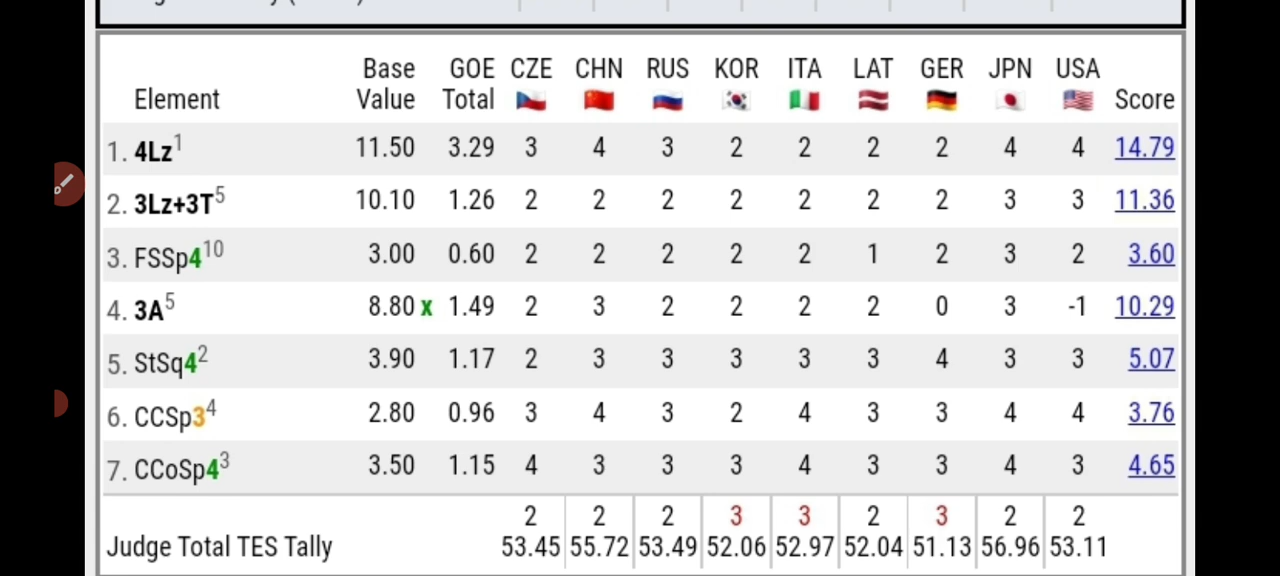 Base GOE CZE CHN RUS KOR ITA LAT GER JPN USA
Element Value Total Score
1. 4Lz1 11.50 3.29 3 4 3 2 2 2 2 4 4 14.79
2. 3Lz+3T5 10.10 1.26 2 2 2 2 2 2 2 3 3 11.36
3. FSSp410 3.00 0.60 2 2 2 2 2 1 2 3 2 3.60
4. 3A5 8.80 x 1.49 2 3 2 2 2 2 0 3 -1 10.29
5. StSq42 3.90 1.17 2 3 3 3 3 3 4 3 3 5.07
6. CCSp34 2.80 0.96 3 4 3 2 4 3 3 4 4 3.76
7. CCoSp43 3.50 1.15 4 3 3 3 4 3 3 4 3 4.65
2 2 2 3 3 2 3 2 2
Judge Total TES Tally 53.45 55.72 53.49 52.06 52.97 52.04 51.13 56.96 53.11